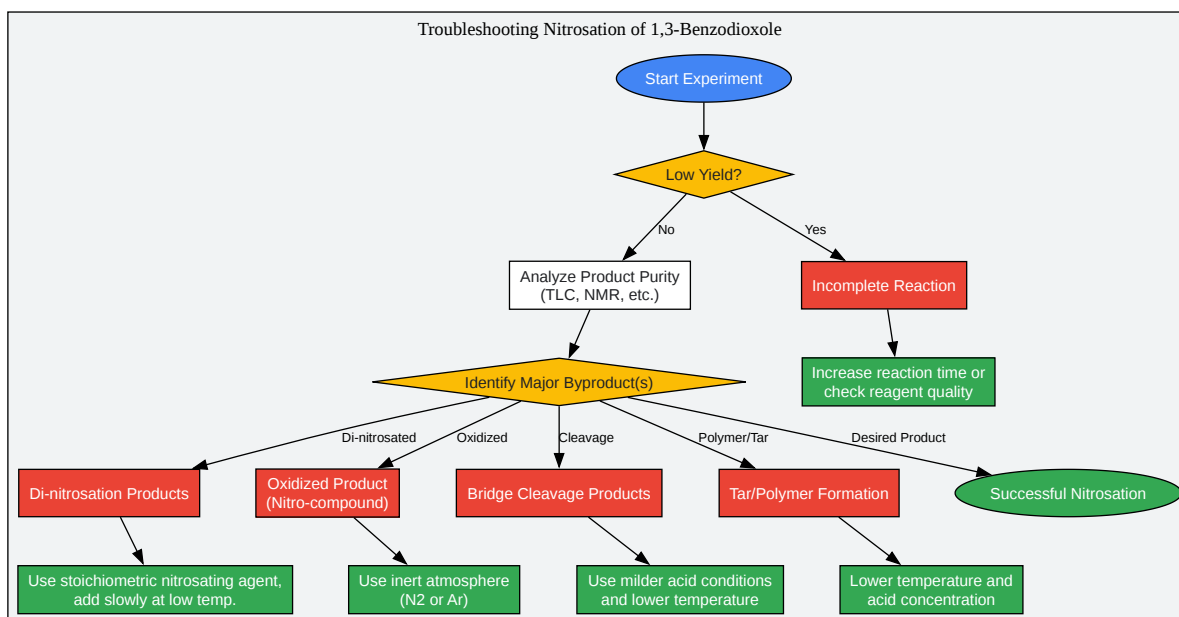 Troubleshooting Nitrosation of 1,3-Benzodioxole
Start Experiment
Low Yield?
No
Yes
Analyze Product Purity
(TLC, NMR, etc.)
Incomplete Reaction
Increase reaction time or
check reagent quality
Identify Major Byproduct(s)
Di-nitrosated
Oxidized
Cleavage
Polymer/Tar
Desired Product
Di-nitrosation Products
Oxidized Product
(Nitro-compound)
Bridge Cleavage Products
Tar/Polymer Formation
Successful Nitrosation
Use stoichiometric nitrosating agent,
add slowly at low temp.
Use inert atmosphere
(N2 or Ar)
Use milder acid conditions
and lower temperature
Lower temperature and
acid concentration